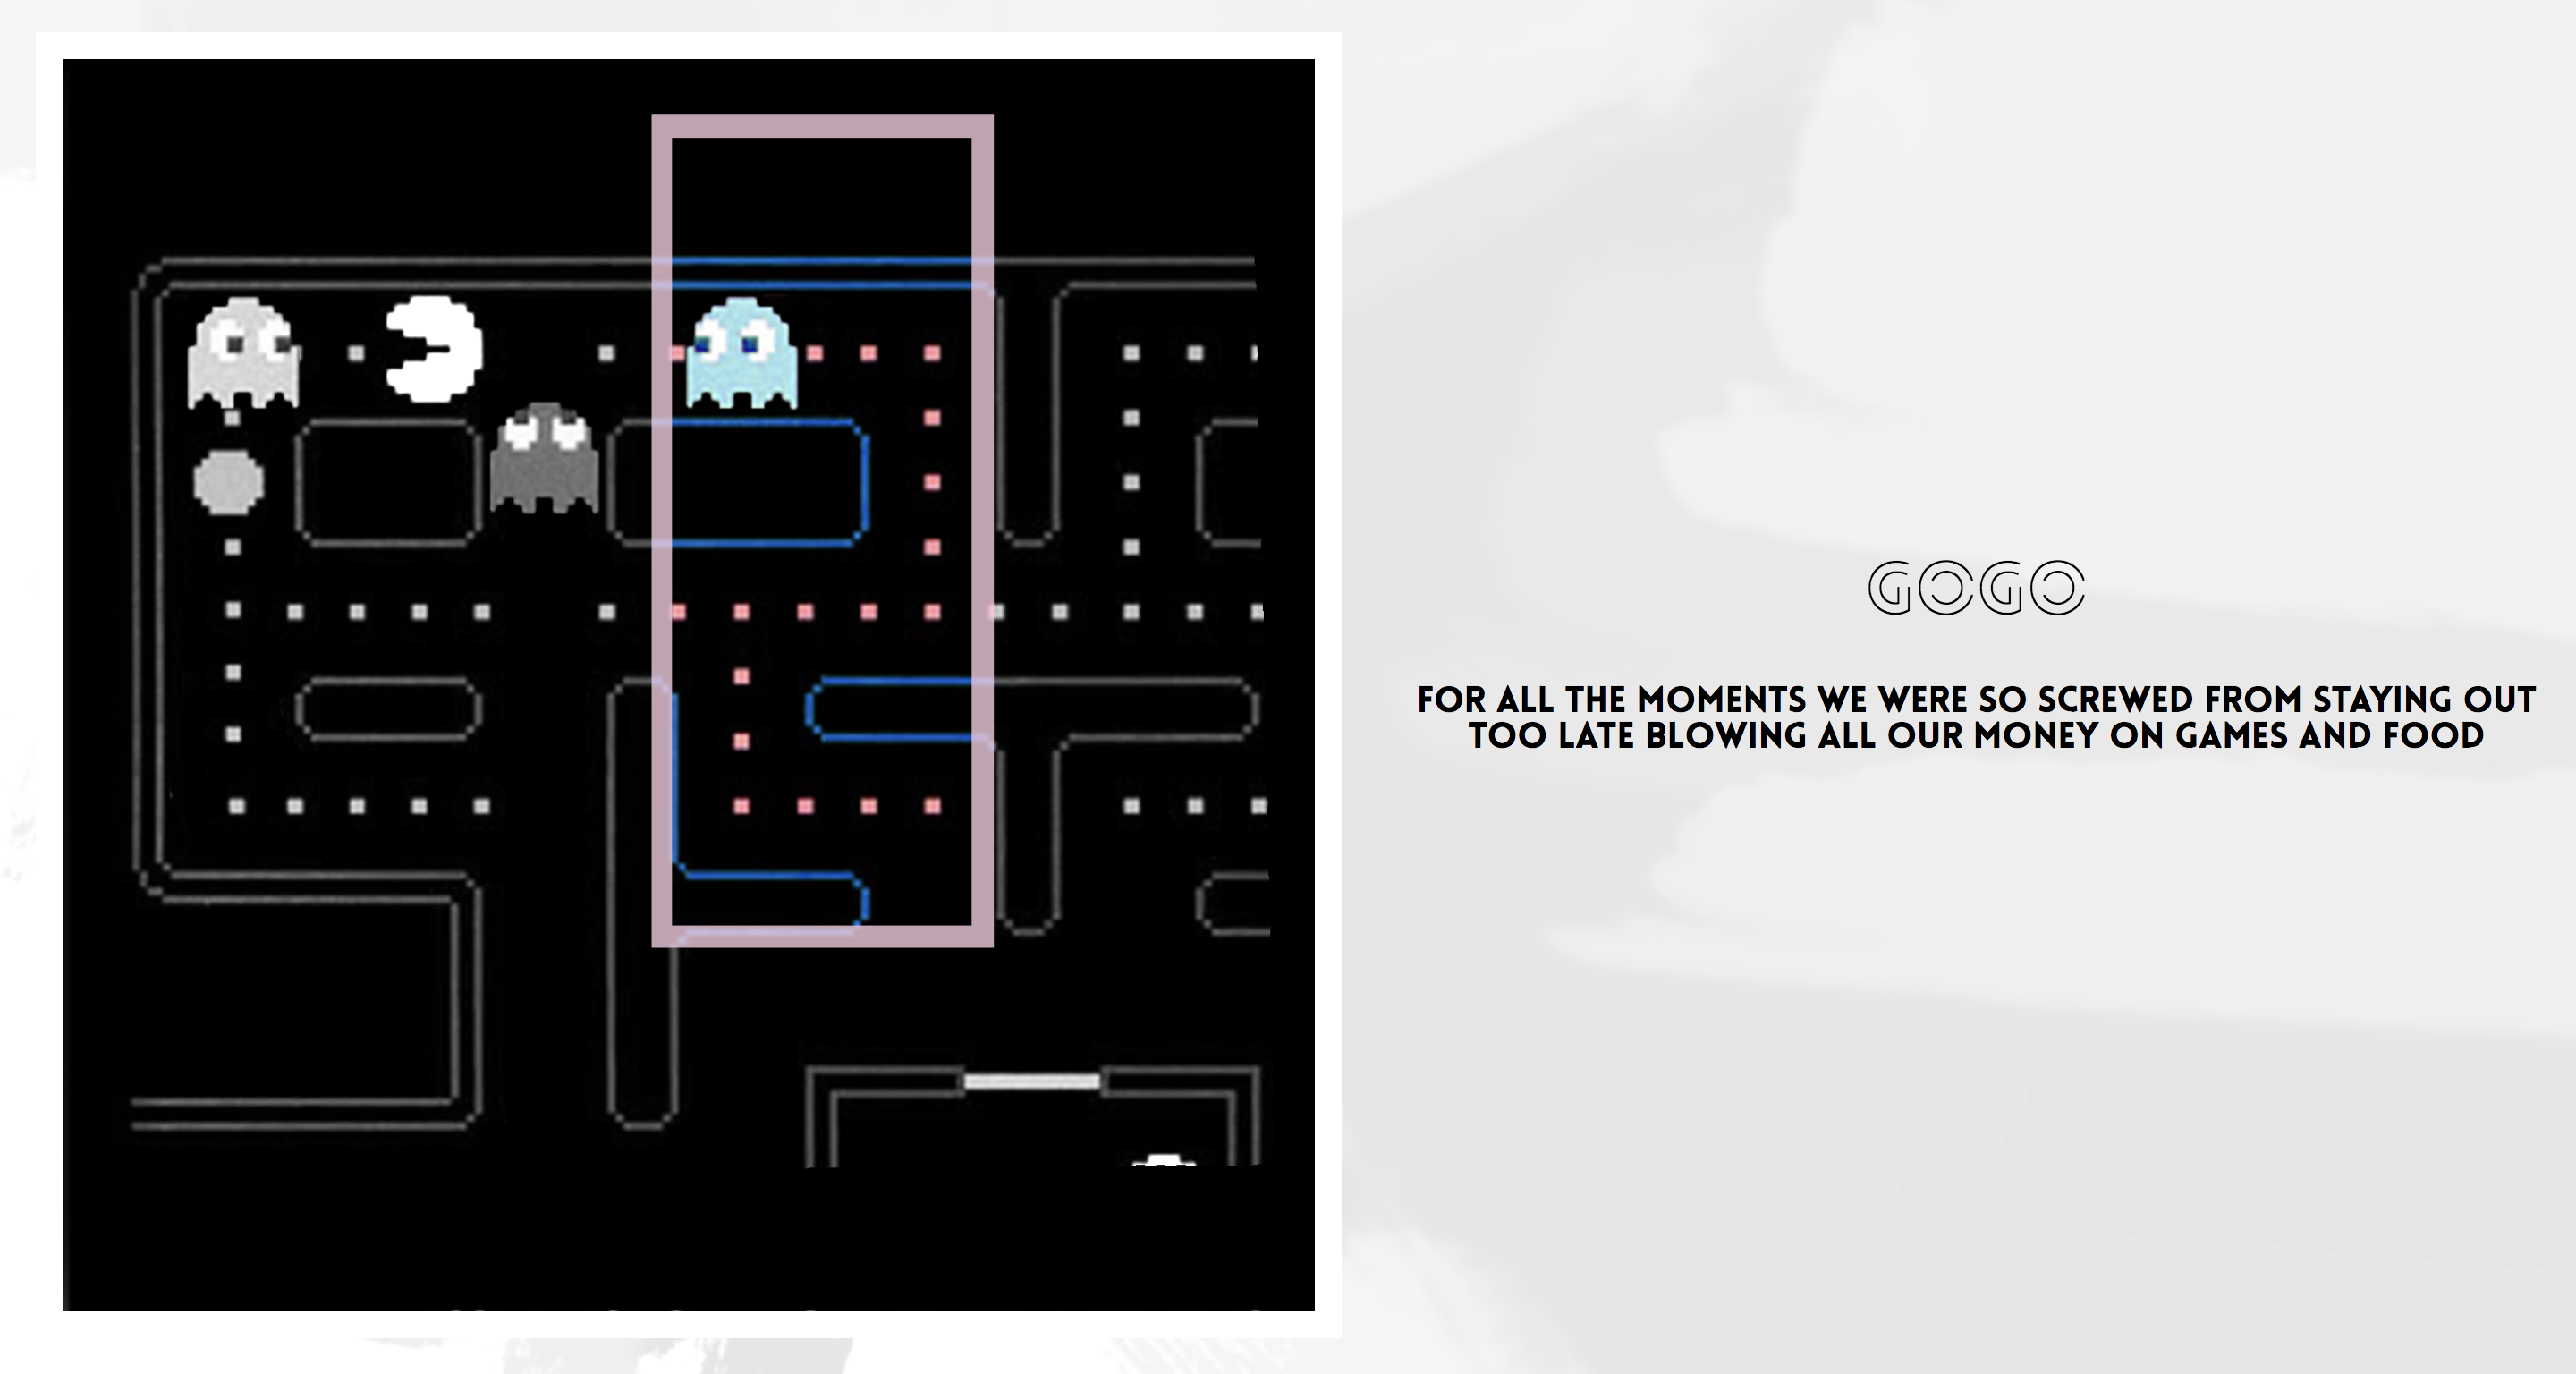 GOGO
FOR ALL THE MOMENTS WE WERE SO SCREWED FROM STAYING OUT
TOO LATE BLOWING ALL OUR MONEY ON GAMES AND FOOD